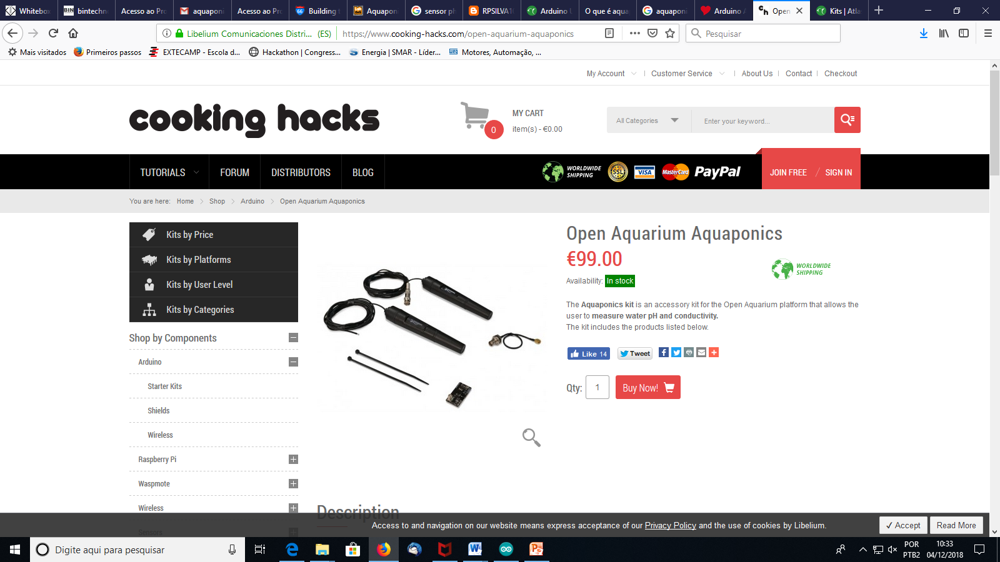 Whitebox
bintechn
Acesso ao Pro
aquaponi
Acesso ao Pro
Building t
Aquapon
sensor ph
RPSILVA1
Arduino U
O que é aqua
aquaponi
Arduino A
Open
Kits | Atla
Libelium Comunicaciones Distri... (ES)
https://www.cooking-hacks.com/open-aquarium-aquaponics
Pesquisar
Mais visitados
Primeiros passos
EXTECAMP - Escola d...
Hackathon | Congress...
Energia | SMAR - Líder...
Motores, Automação, ...
My Account
Customer Service
About Us
Contact
Checkout
cooking hacks
0
MY CART
item(s) - €0.00
All Categories
Enter your keyword...
TUTORIALS
FORUM
DISTRIBUTORS
BLOG
WORLDWIDE
SHIPPING
SSL
VISA
MasterCard
PayPal
JOIN FREE / SIGN IN
You are here: Home > Shop > Arduino > Open Aquarium Aquaponics
Kits by Price
Kits by Platforms
Kits by User Level
Kits by Categories
Shop by Components
Arduino
Starter Kits
Shields
Wireless
Raspberry Pi
Waspmote
Wireless
Sensors
Open Aquarium Aquaponics
€99.00
WORLDWIDE
SHIPPING
Availability: In stock
The Aquaponics kit is an accessory kit for the Open Aquarium platform that allows the
user to measure water pH and conductivity.
The kit includes the products listed below.
Like 14
Tweet
Qty: 1
Buy Now!
Description
Access to and navigation on our website means express acceptance of our Privacy Policy and the use of cookies by Libelium.
✓ Accept
Read More
Digite aqui para pesquisar
POR
PTB2
10:33
04/12/2018